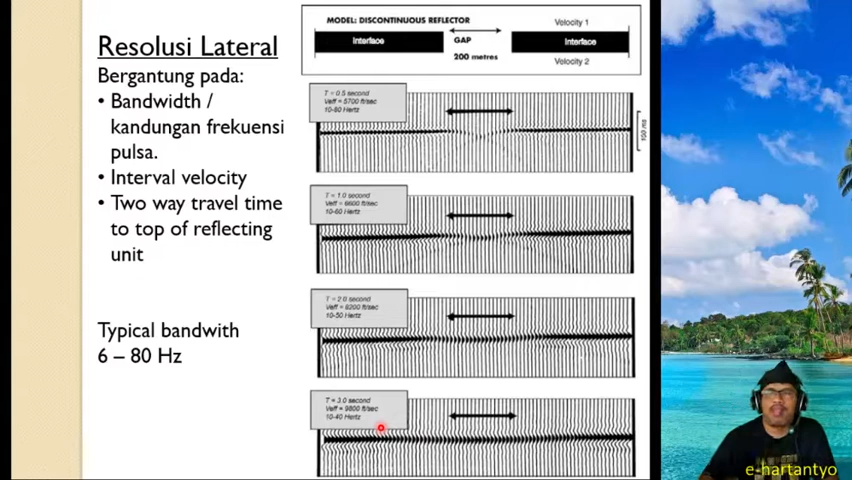 Resolusi Lateral
Bergantung pada:
• Bandwidth /
kandungan frekuensi
pulsa.
• Interval velocity
• Two way travel time
to top of reflecting
unit
Typical bandwith
6 – 80 Hz
MODEL: DISCONTINUOUS REFLECTOR
Velocity 1
Interface
GAP
Interface
200 metres
Velocity 2
T = 0.5 second
Veff = 5700 ft/sec
10-80 Hertz
100 ms
T = 1.0 second
Veff = 6600 ft/sec
10-60 Hertz
T = 2.0 second
Veff = 8200 ft/sec
10-50 Hertz
T = 3.0 second
Veff = 9800 ft/sec
10-40 Hertz
e-hartantyo